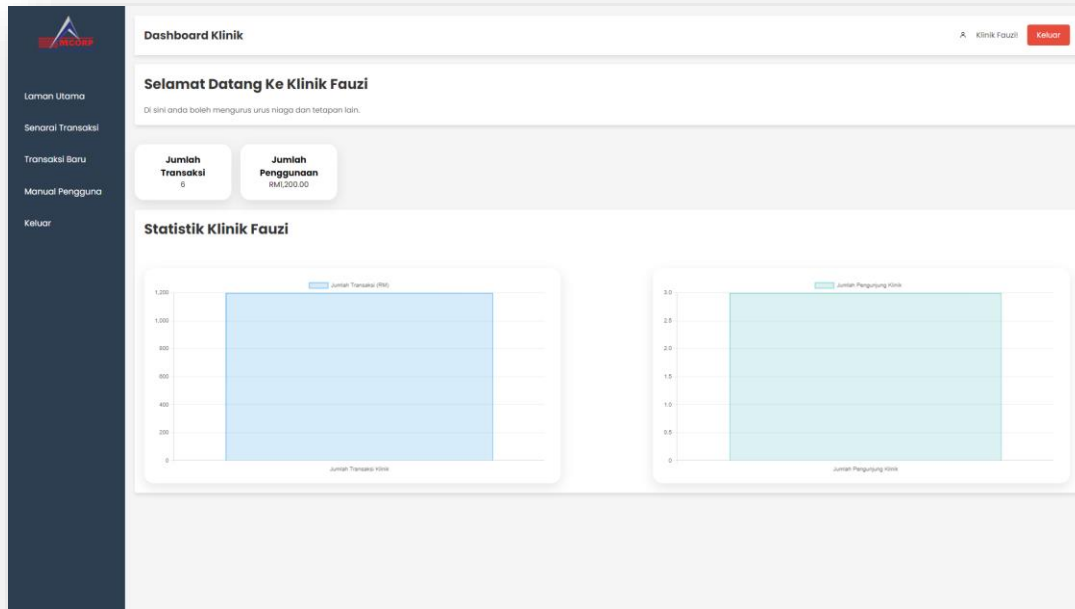 MCORP
Dashboard Klinik
Klinik Fauzi!
Keluar
Laman Utama
Senarai Transaksi
Transaksi Baru
Manual Pengguna
Keluar
Selamat Datang Ke Klinik Fauzi
Di sini anda boleh mengurus urus niaga dan tetapan lain.
Jumlah
Transaksi
6
Jumlah
Penggunaan
RM1,200.00
Statistik Klinik Fauzi
Jumlah Transaksi (RM)
1,200
1,000
800
600
400
200
0
Jumlah Transaksi Klinik
Jumlah Pengunjung Klinik
3.0
2.5
2.0
1.5
1.0
0.5
0
Jumlah Pengunjung Klinik